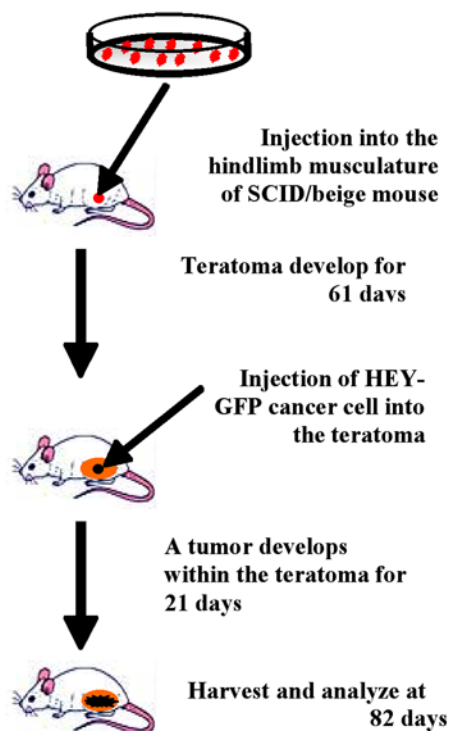 Injection into the
hindlimb musculature
of SCID/beige mouse
Teratoma develop for
61 days
Injection of HEY-
GFP cancer cell into
the teratoma
A tumor develops
within the teratoma for
21 days
Harvest and analyze at
82 days